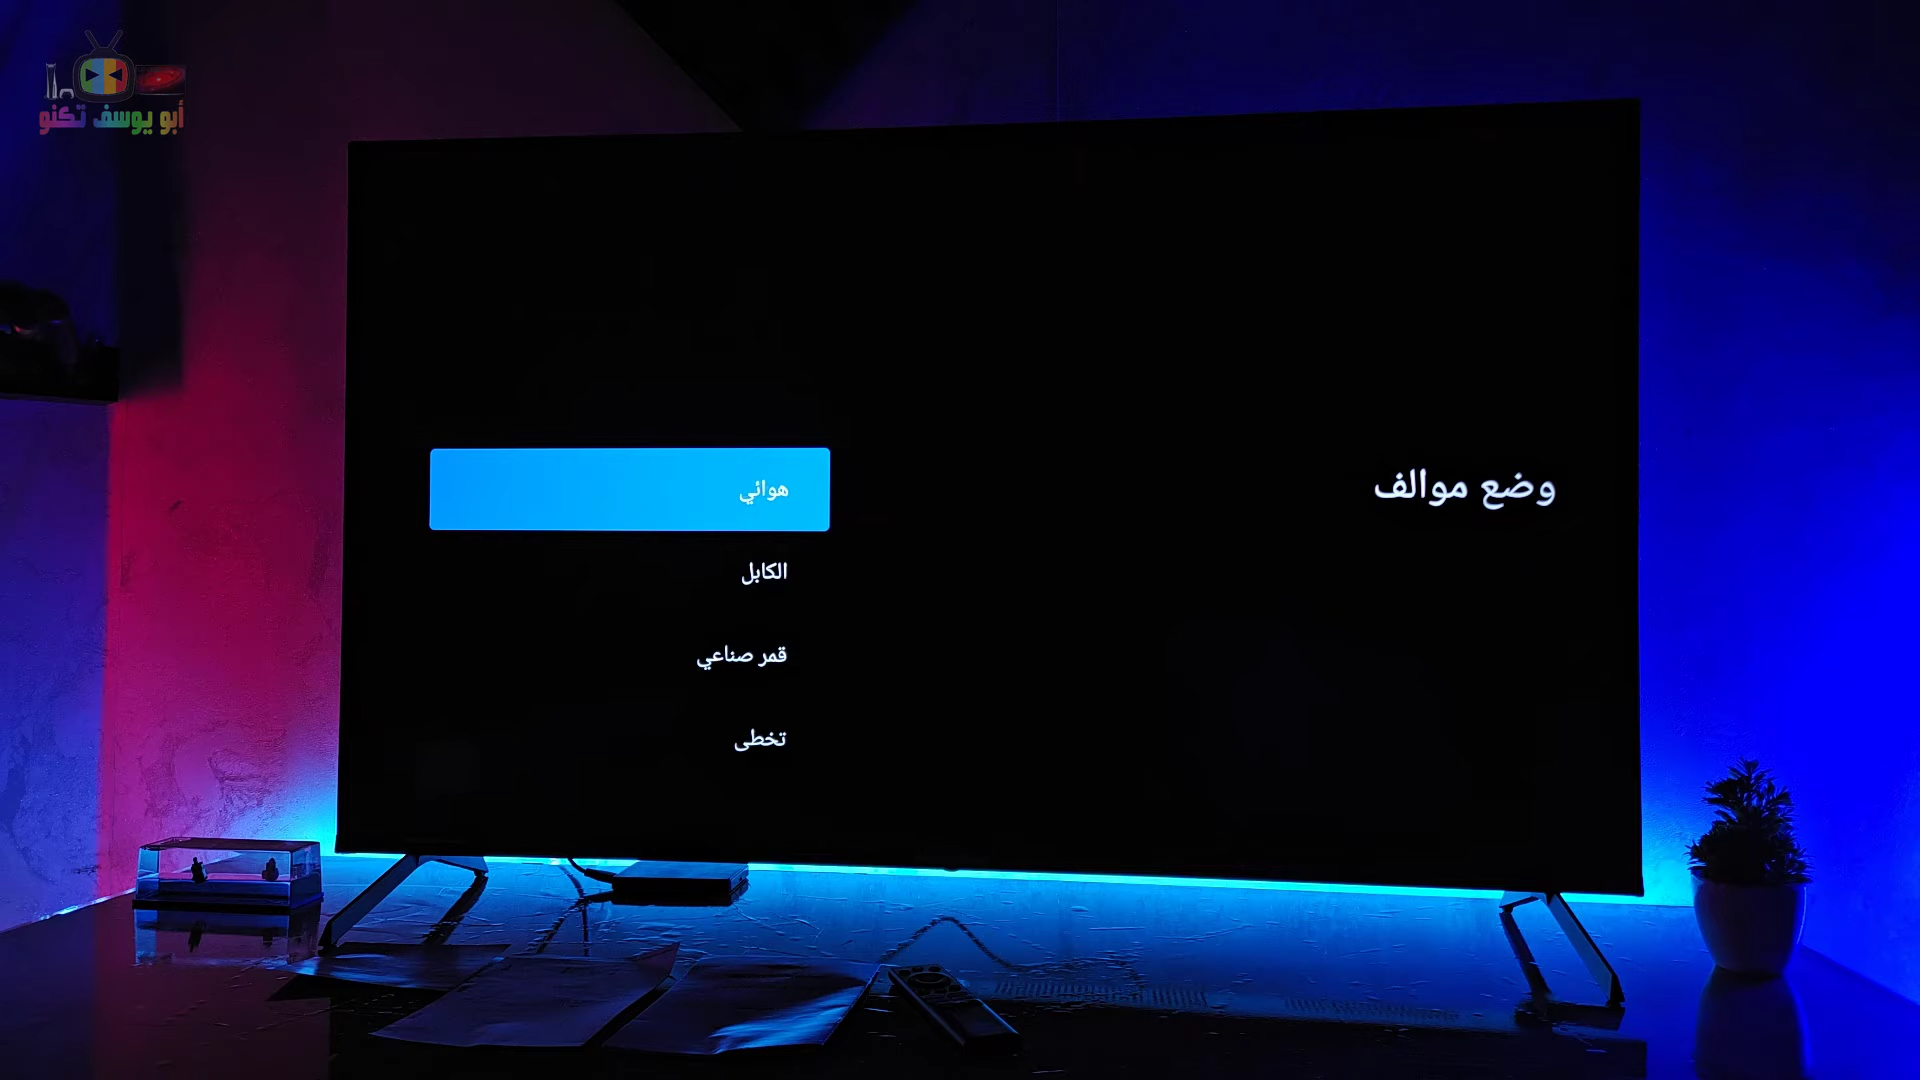 أبو يوسف تكنو
وضع موالف
هوائي
الكابل
قمر صناعي
تخطى